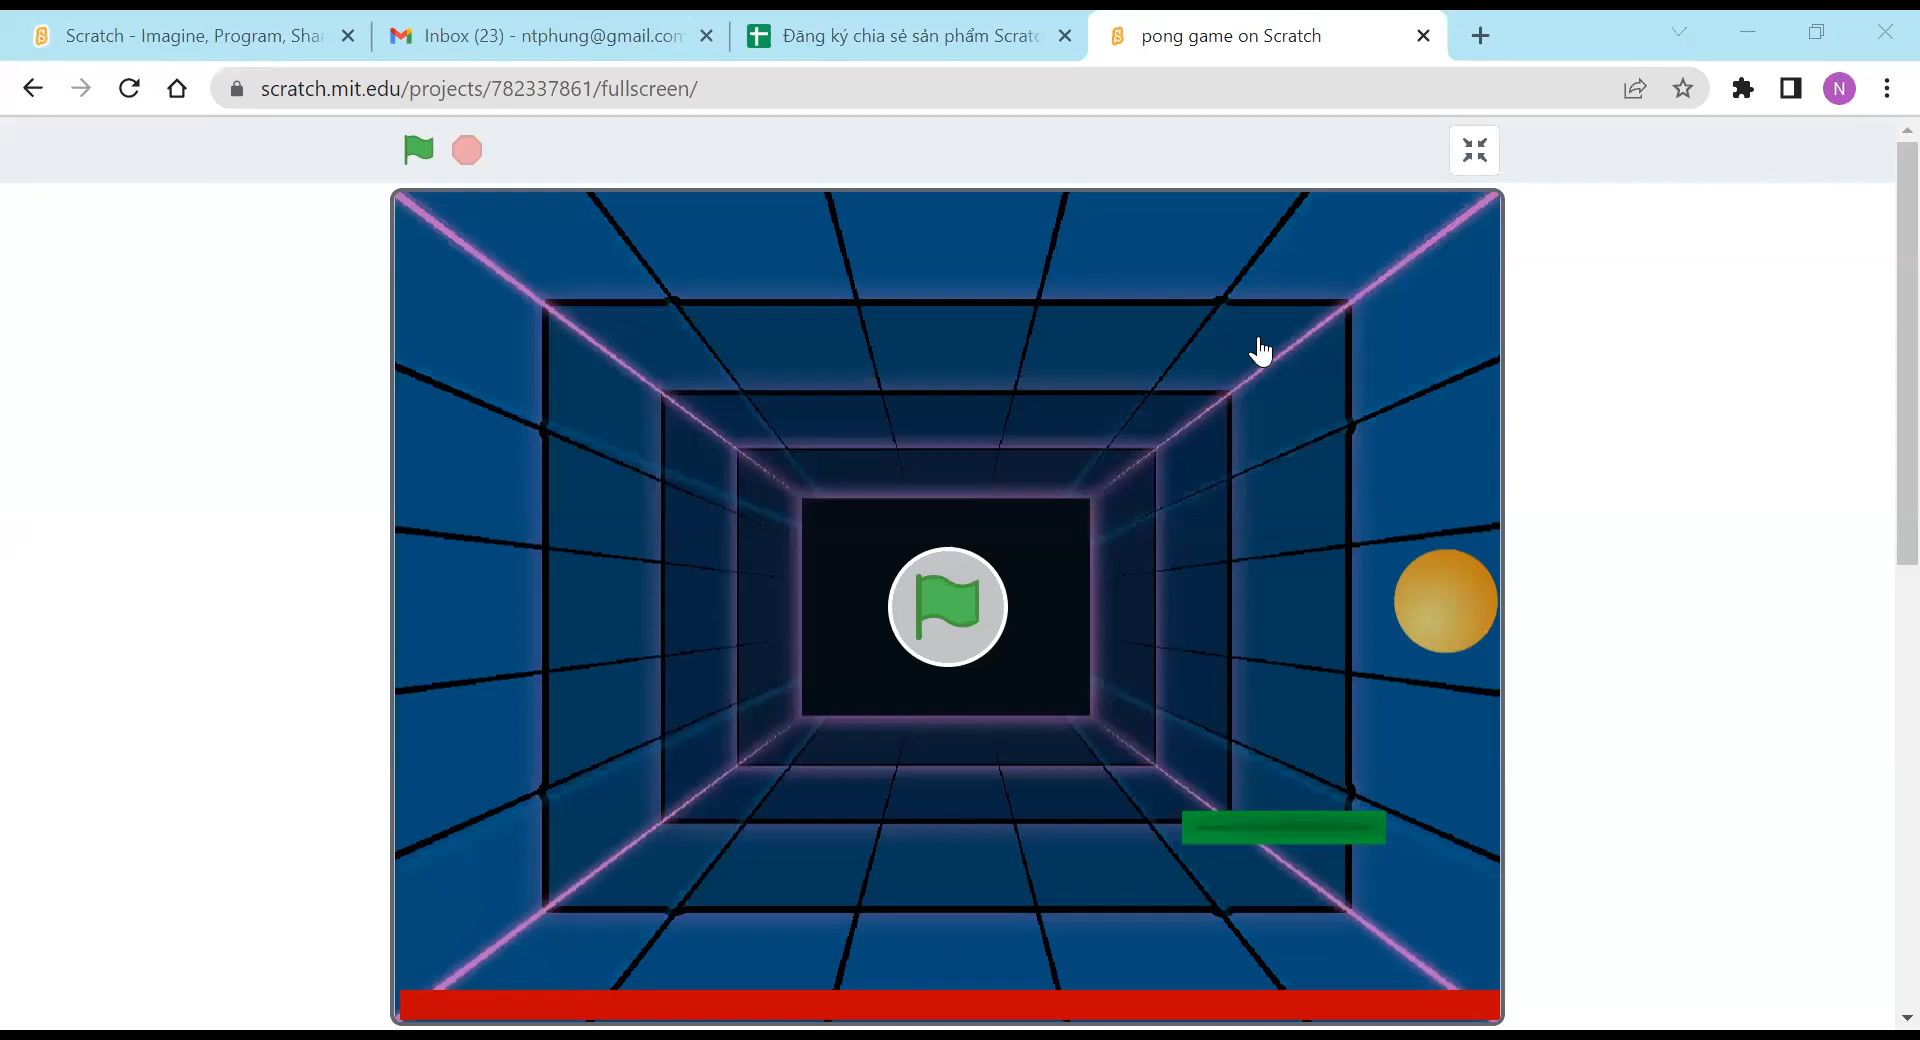 Scratch - Imagine, Program, Shar
Inbox (23) - ntphung@gmail.com
Đăng ký chia sẻ sản phẩm Scratc
pong game on Scratch
scratch.mit.edu/projects/782337861/fullscreen/
N